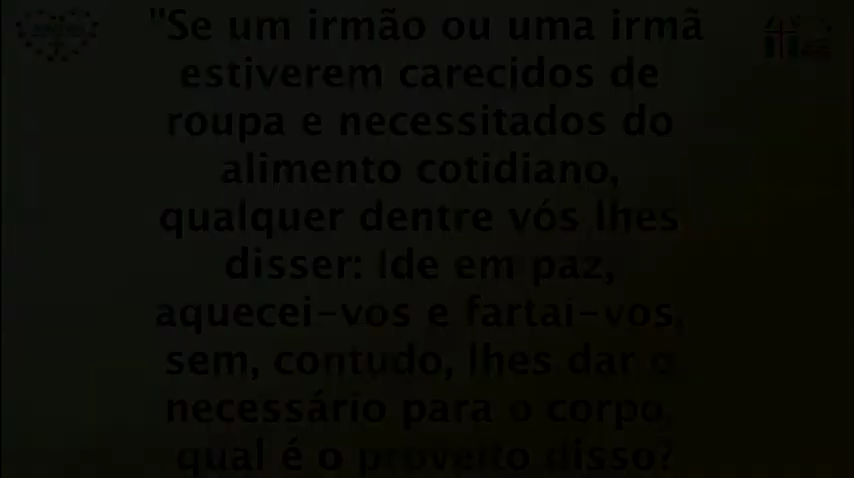 "Se um irmão ou uma irmã
estiverem carecidos de
roupa e necessitados do
alimento cotidiano,
qualquer dentre vós lhes
disser: Ide em paz,
aquecei-vos e fartai-vos,
sem, contudo, lhes dar o
necessário para o corpo,
qual é o proveito disso?